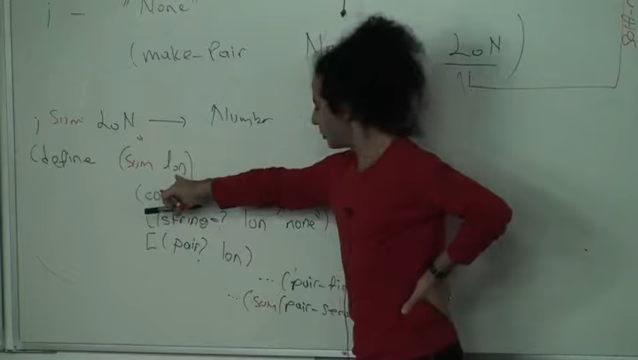 ; - "None"
(make-Pair N LoN )
; Sum LoN → Number
(define (sum lon)
(co
[(string=? lon "none")
[(pair? lon)
... (pair-fir
... (sum (pair-
Self-r